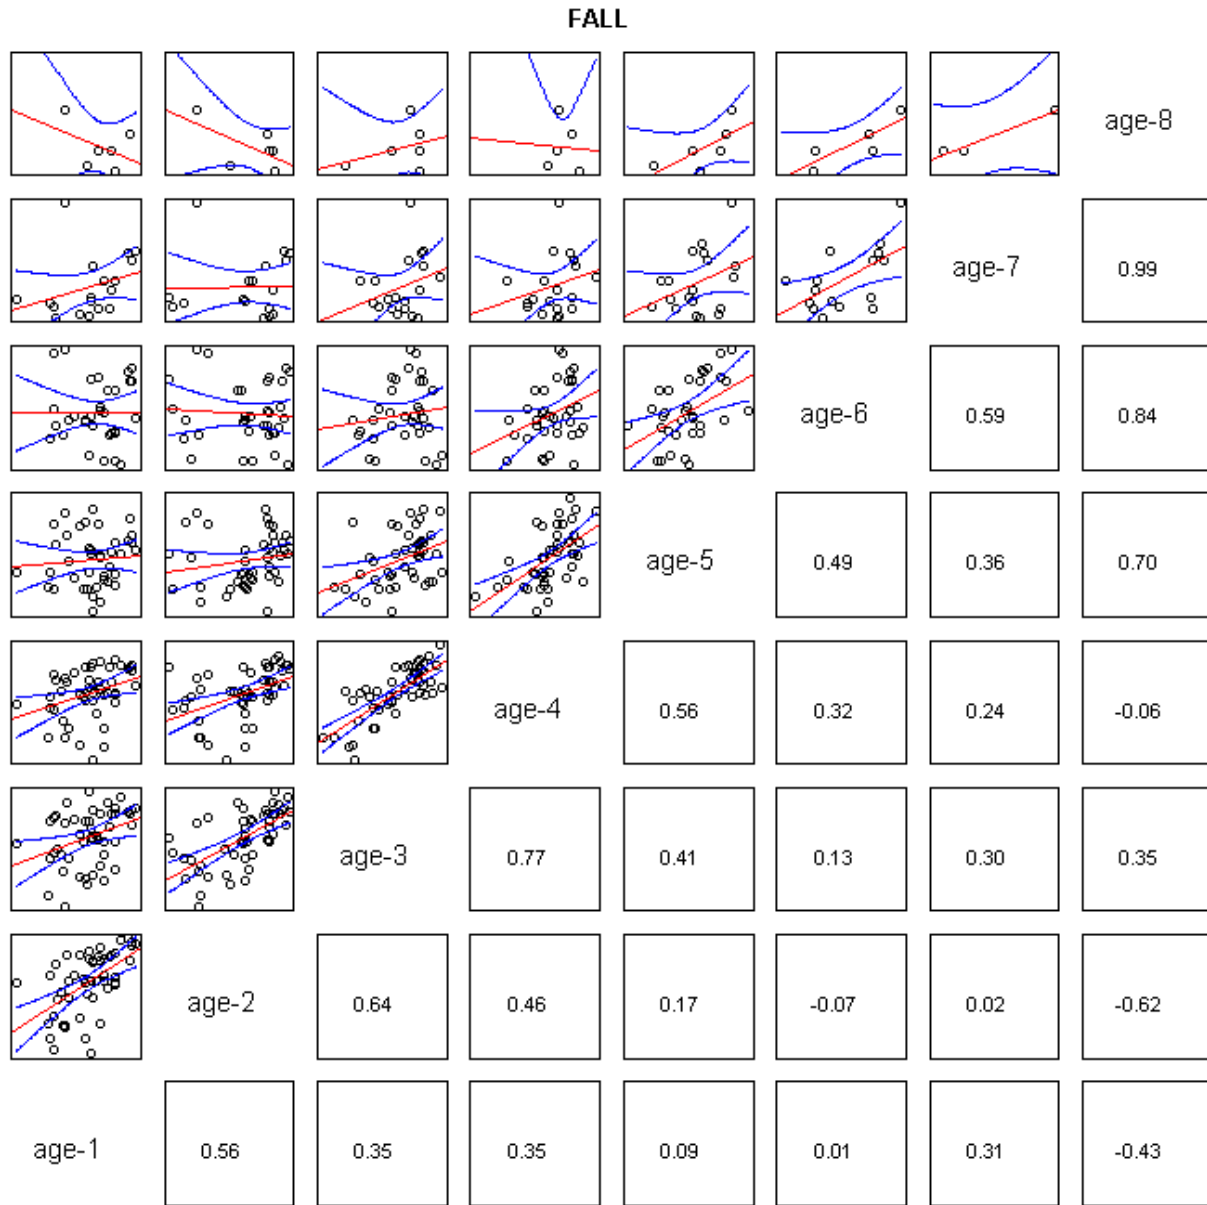 FALL
age-8
age-7 0.99
age-6 0.59 0.84
age-5 0.49 0.36 0.70
age-4 0.56 0.32 0.24 -0.06
age-3 0.77 0.41 0.13 0.30 0.35
age-2 0.64 0.46 0.17 -0.07 0.02 -0.62
age-1 0.56 0.35 0.35 0.09 0.01 0.31 -0.43